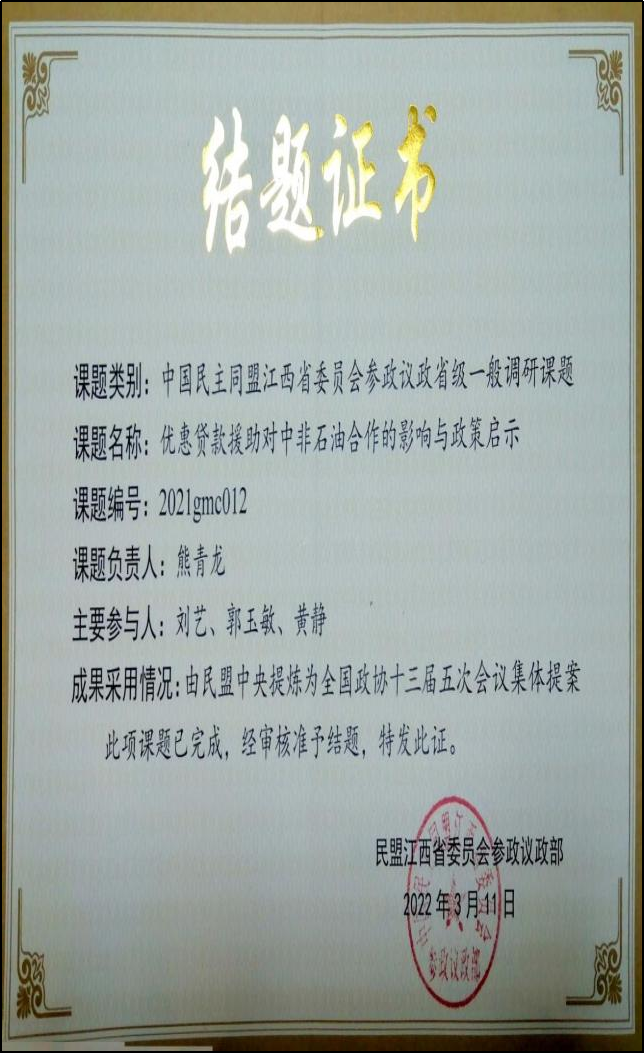 结题证书
课题类别：中国民主同盟江西省委员会参政议政省级一般调研课题
课题名称：优惠贷款援助对中非石油合作的影响与政策启示
课题编号：2021gmc012
课题负责人：熊青龙
主要参与人：刘艺、郭玉敏、黄静
成果采用情况：由民盟中央提炼为全国政协十三届五次会议集体提案
此项课题已完成，经审核准予结题，特发此证。
民盟江西省委员会参政议政部
2022年3月11日
参政议政部